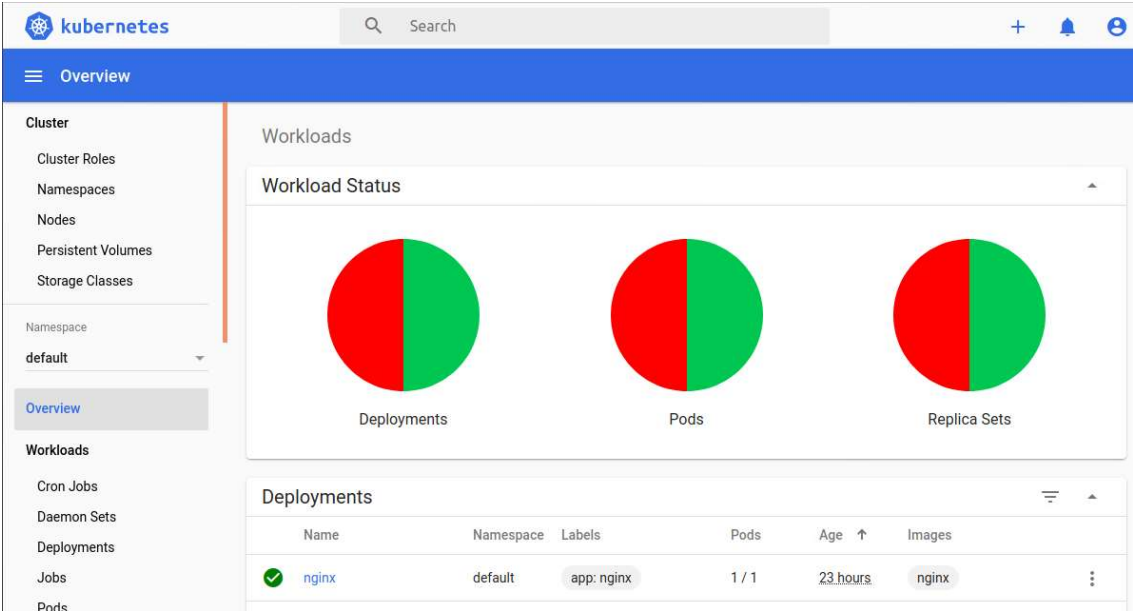 kubernetes
Search
Overview
Cluster
Cluster Roles
Namespaces
Nodes
Persistent Volumes
Storage Classes
Namespace
default
Overview
Workloads
Cron Jobs
Daemon Sets
Deployments
Jobs
Pods
Workloads
Workload Status
Deployments Pods Replica Sets
Deployments
Name Namespace Labels Pods Age Images
nginx default app: nginx 1 / 1 23 hours nginx